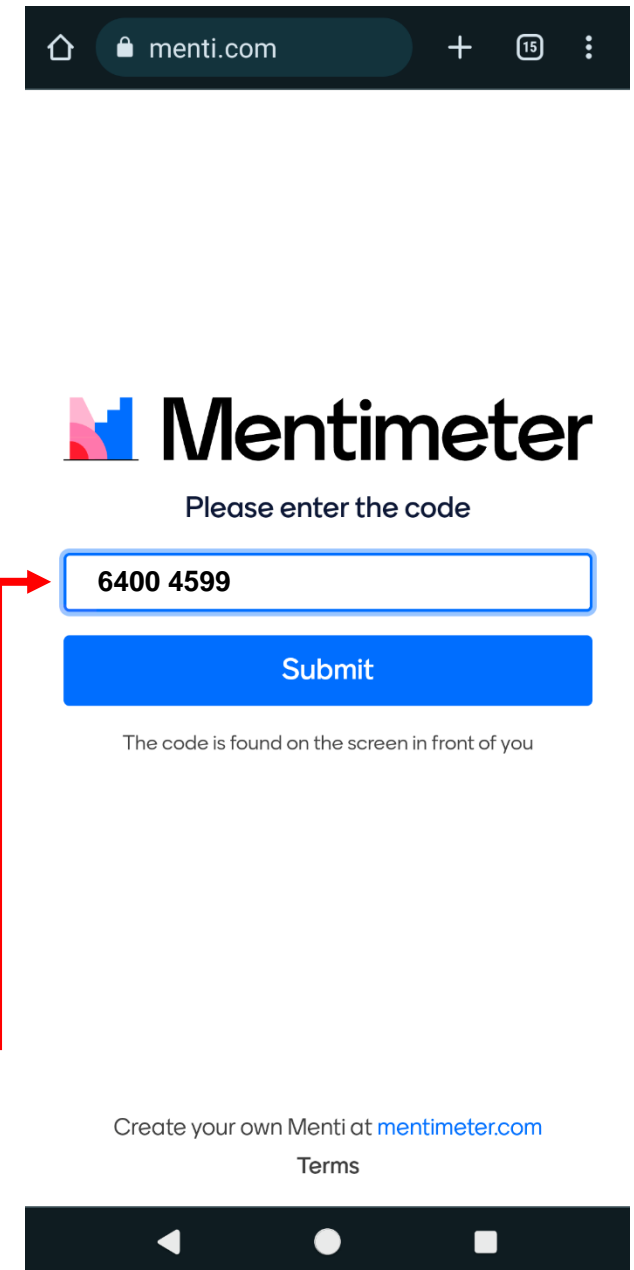 menti.com
15
Mentimeter
Please enter the code
6400 4599
Submit
The code is found on the screen in front of you
Create your own Menti at mentimeter.com
Terms